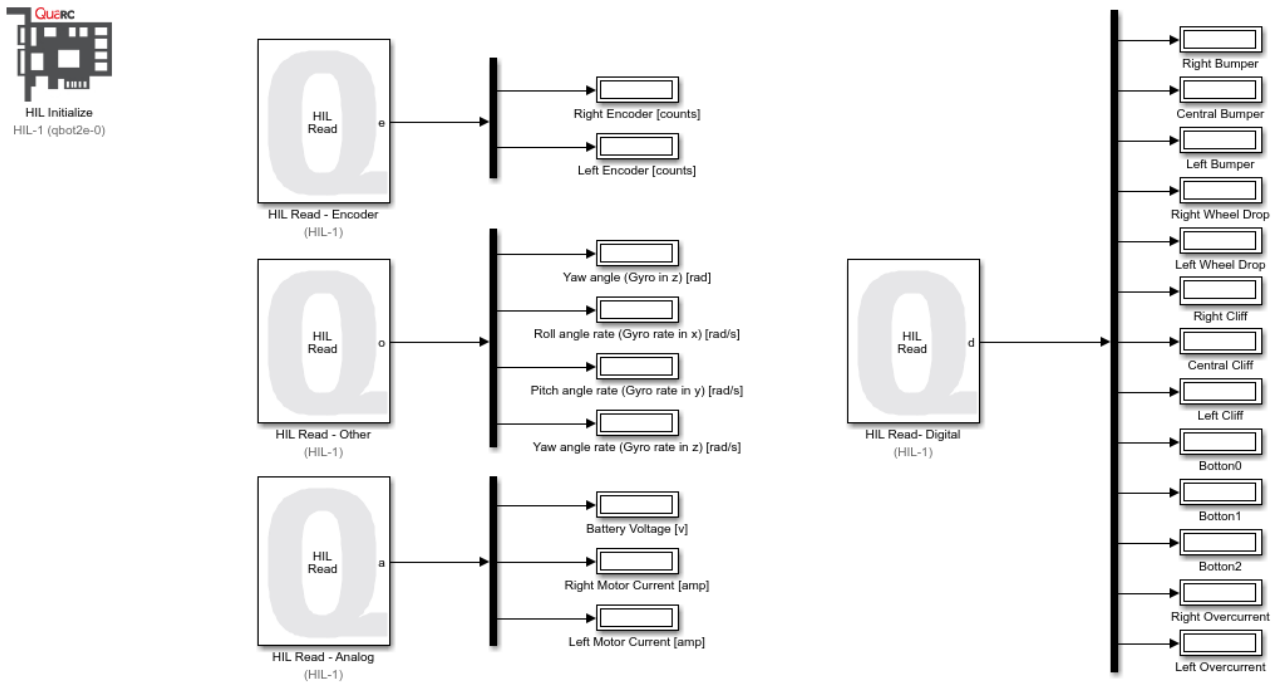 QUARC
HIL Initialize
HIL-1 (qbot2e-0)
HIL
Read
e
HIL Read - Encoder
(HIL-1)
Right Encoder [counts]
Left Encoder [counts]
HIL
Read
o
HIL Read - Other
(HIL-1)
Yaw angle (Gyro in z) [rad]
Roll angle rate (Gyro rate in x) [rad/s]
Pitch angle rate (Gyro rate in y) [rad/s]
Yaw angle rate (Gyro rate in z) [rad/s]
HIL
Read
a
HIL Read - Analog
(HIL-1)
Battery Voltage [v]
Right Motor Current [amp]
Left Motor Current [amp]
HIL
Read
d
HIL Read- Digital
(HIL-1)
Right Bumper
Central Bumper
Left Bumper
Right Wheel Drop
Left Wheel Drop
Right Cliff
Central Cliff
Left Cliff
Botton0
Botton1
Botton2
Right Overcurrent
Left Overcurrent